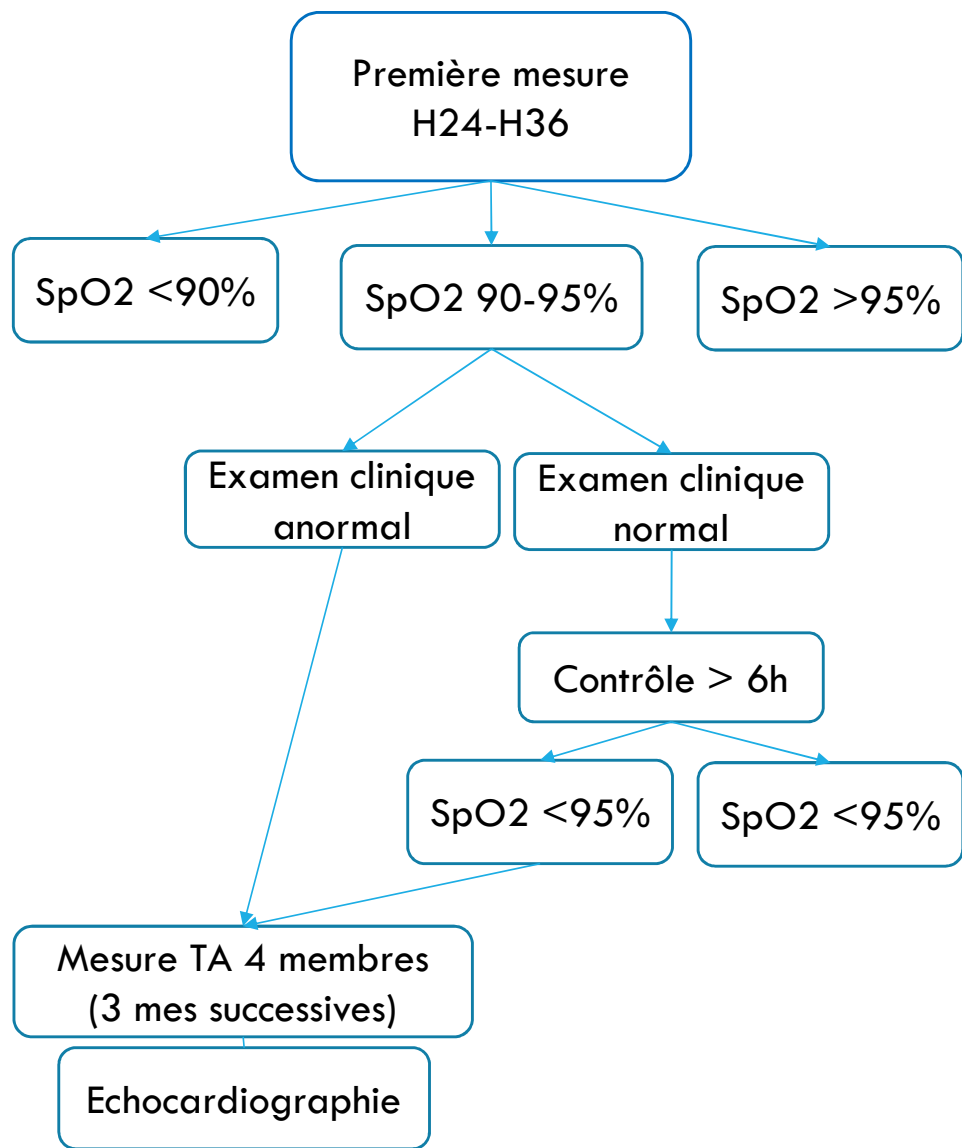 Première mesure
H24-H36
SpO2 <90%
SpO2 90-95%
SpO2 >95%
Examen clinique
anormal
Examen clinique
normal
Contrôle > 6h
SpO2 <95%
SpO2 <95%
Mesure TA 4 membres
(3 mes successives)
Echocardiographie